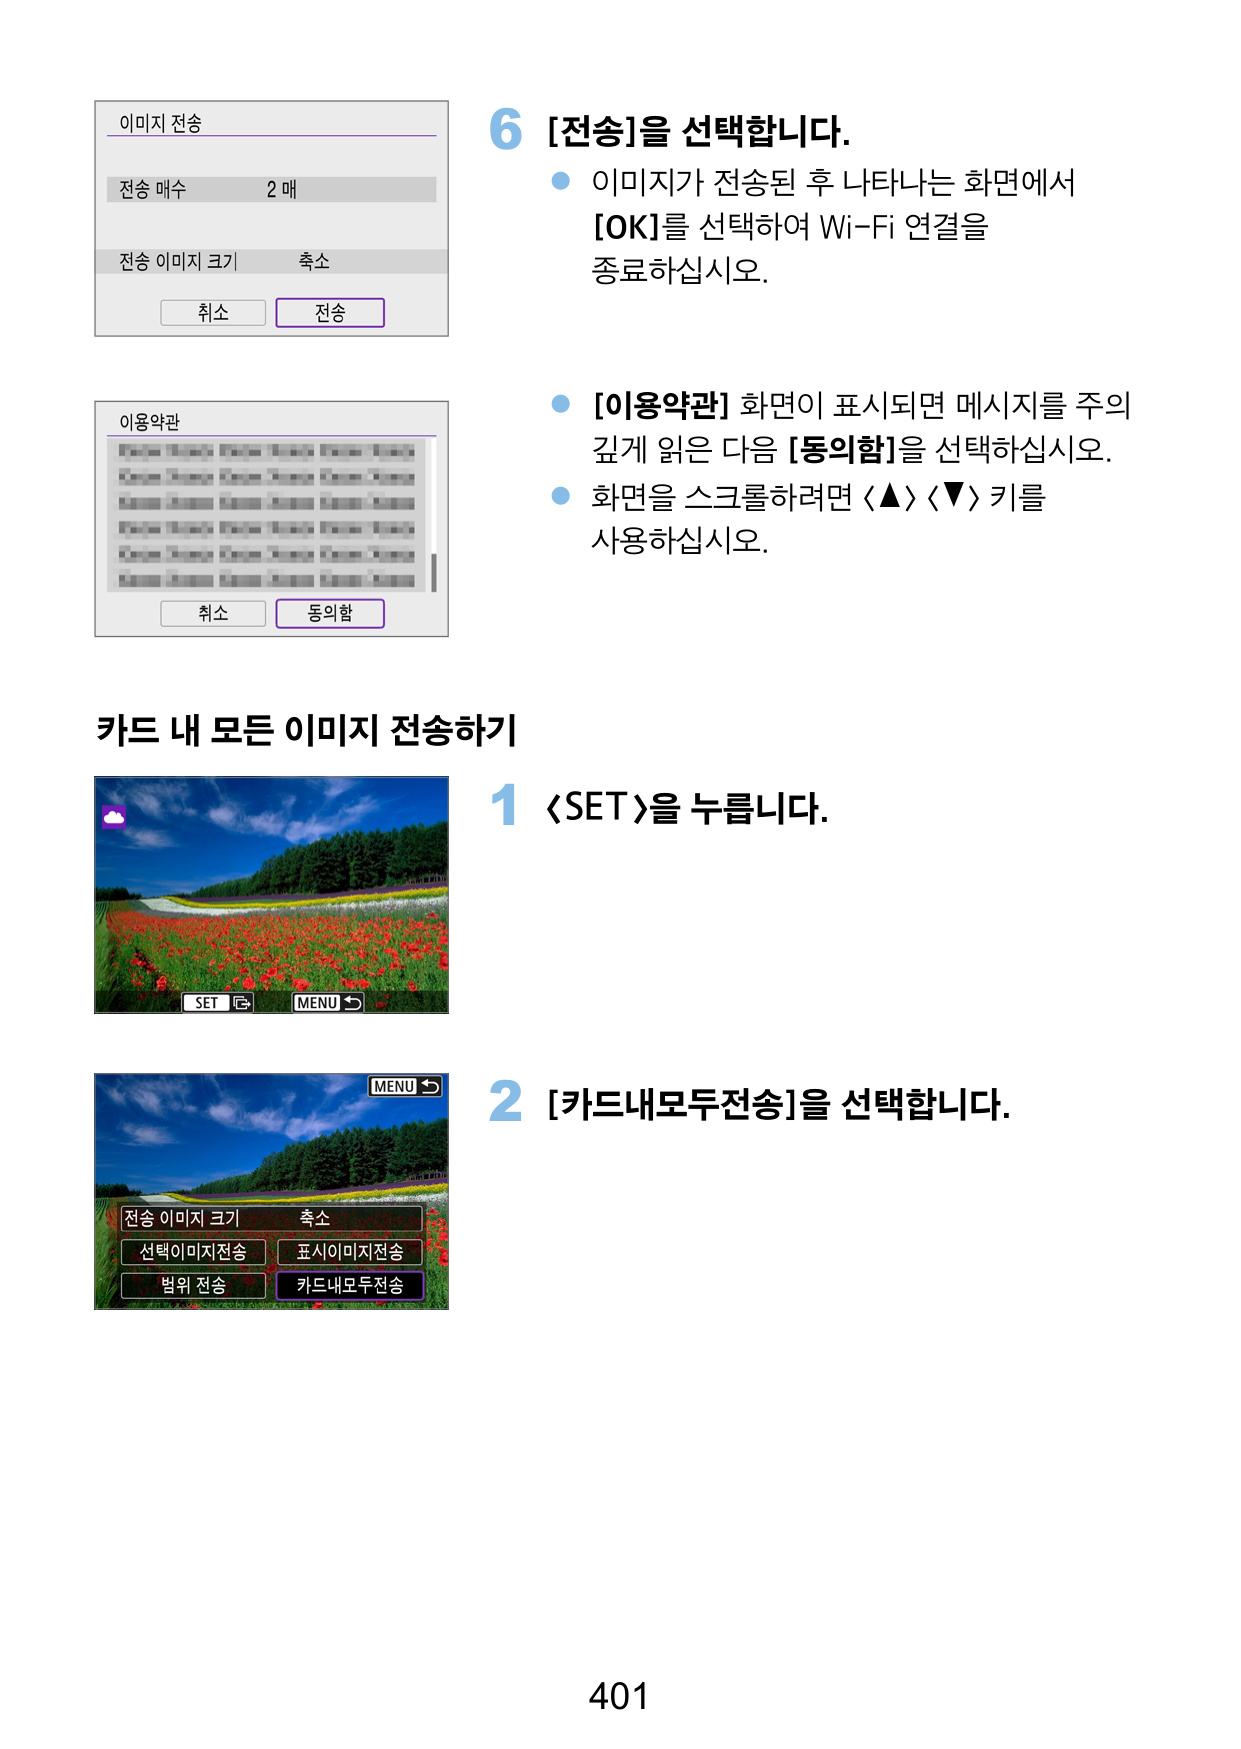 이미지 전송
전송 매수 2 매
전송 이미지 크기 축소
취소 전송
6 [전송]을 선택합니다.
● 이미지가 전송된 후 나타나는 화면에서
[OK]를 선택하여 Wi-Fi 연결을
종료하십시오.
이용약관
취소 동의함
● [이용약관] 화면이 표시되면 메시지를 주의
깊게 읽은 다음 [동의함]을 선택하십시오.
● 화면을 스크롤하려면 〈▲〉〈▼〉 키를
사용하십시오.
카드 내 모든 이미지 전송하기
SET MENU
1 〈SET〉을 누릅니다.
MENU
전송 이미지 크기 축소
선택이미지전송 표시이미지전송
범위 전송 카드내모두전송
2 [카드내모두전송]을 선택합니다.
401